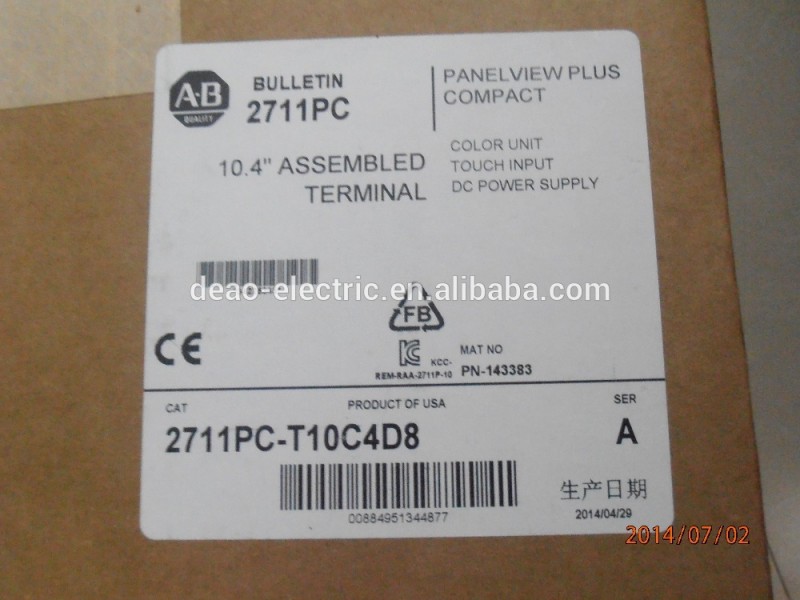 A-B
QUALITY
BULLETIN
2711PC
PANELVIEW PLUS
COMPACT
10.4" ASSEMBLED
TERMINAL
COLOR UNIT
TOUCH INPUT
DC POWER SUPPLY
deao-electric.en.alibaba.com
FB
CE
KCC-
REM-RAA-2711P-10
MAT NO
PN-143383
CAT
PRODUCT OF USA
SER
2711PC-T10C4D8
A
00884951344877
生产日期
2014/04/29
2014/07/02